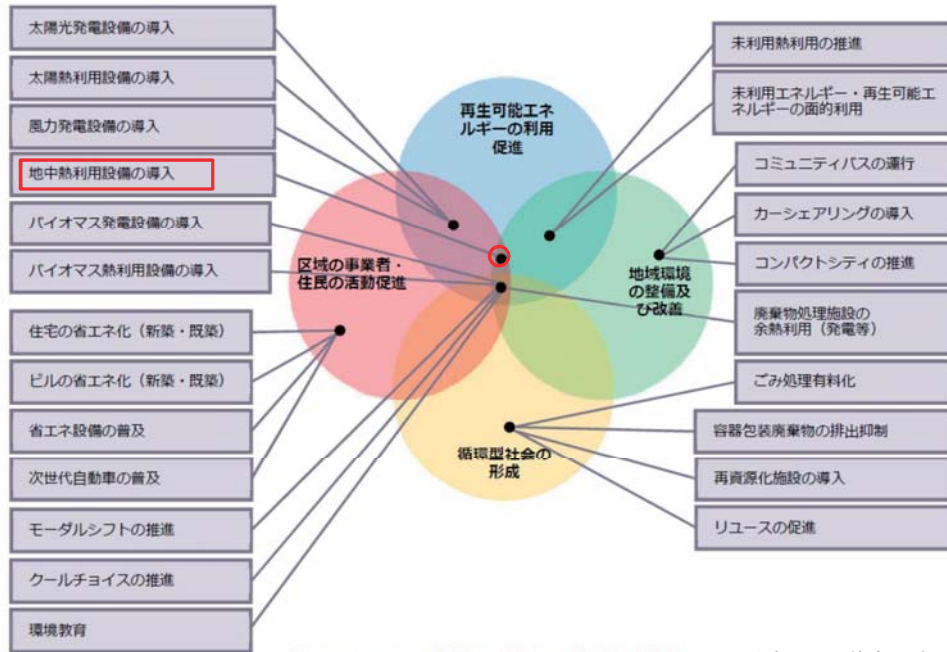 太陽光発電設備の導入
太陽熱利用設備の導入
風力発電設備の導入
地中熱利用設備の導入
バイオマス発電設備の導入
バイオマス熱利用設備の導入
住宅の省エネ化（新築・既築）
ビルの省エネ化（新築・既築）
省エネ設備の普及
次世代自動車の普及
モーダルシフトの推進
クールチョイスの推進
環境教育
再生可能エネ
ルギーの利用
促進
区域の事業者・
住民の活動促進
地域環境
の整備及
び改善
循環型社会の
形成
未利用熱利用の推進
未利用エネルギー・再生可能エ
ネルギーの面的利用
コミュニティバスの運行
カーシェアリングの導入
コンパクトシティの推進
廃棄物処理施設の
余熱利用（発電等）
ごみ処理有料化
容器包装廃棄物の排出抑制
再資源化施設の導入
リユースの促進